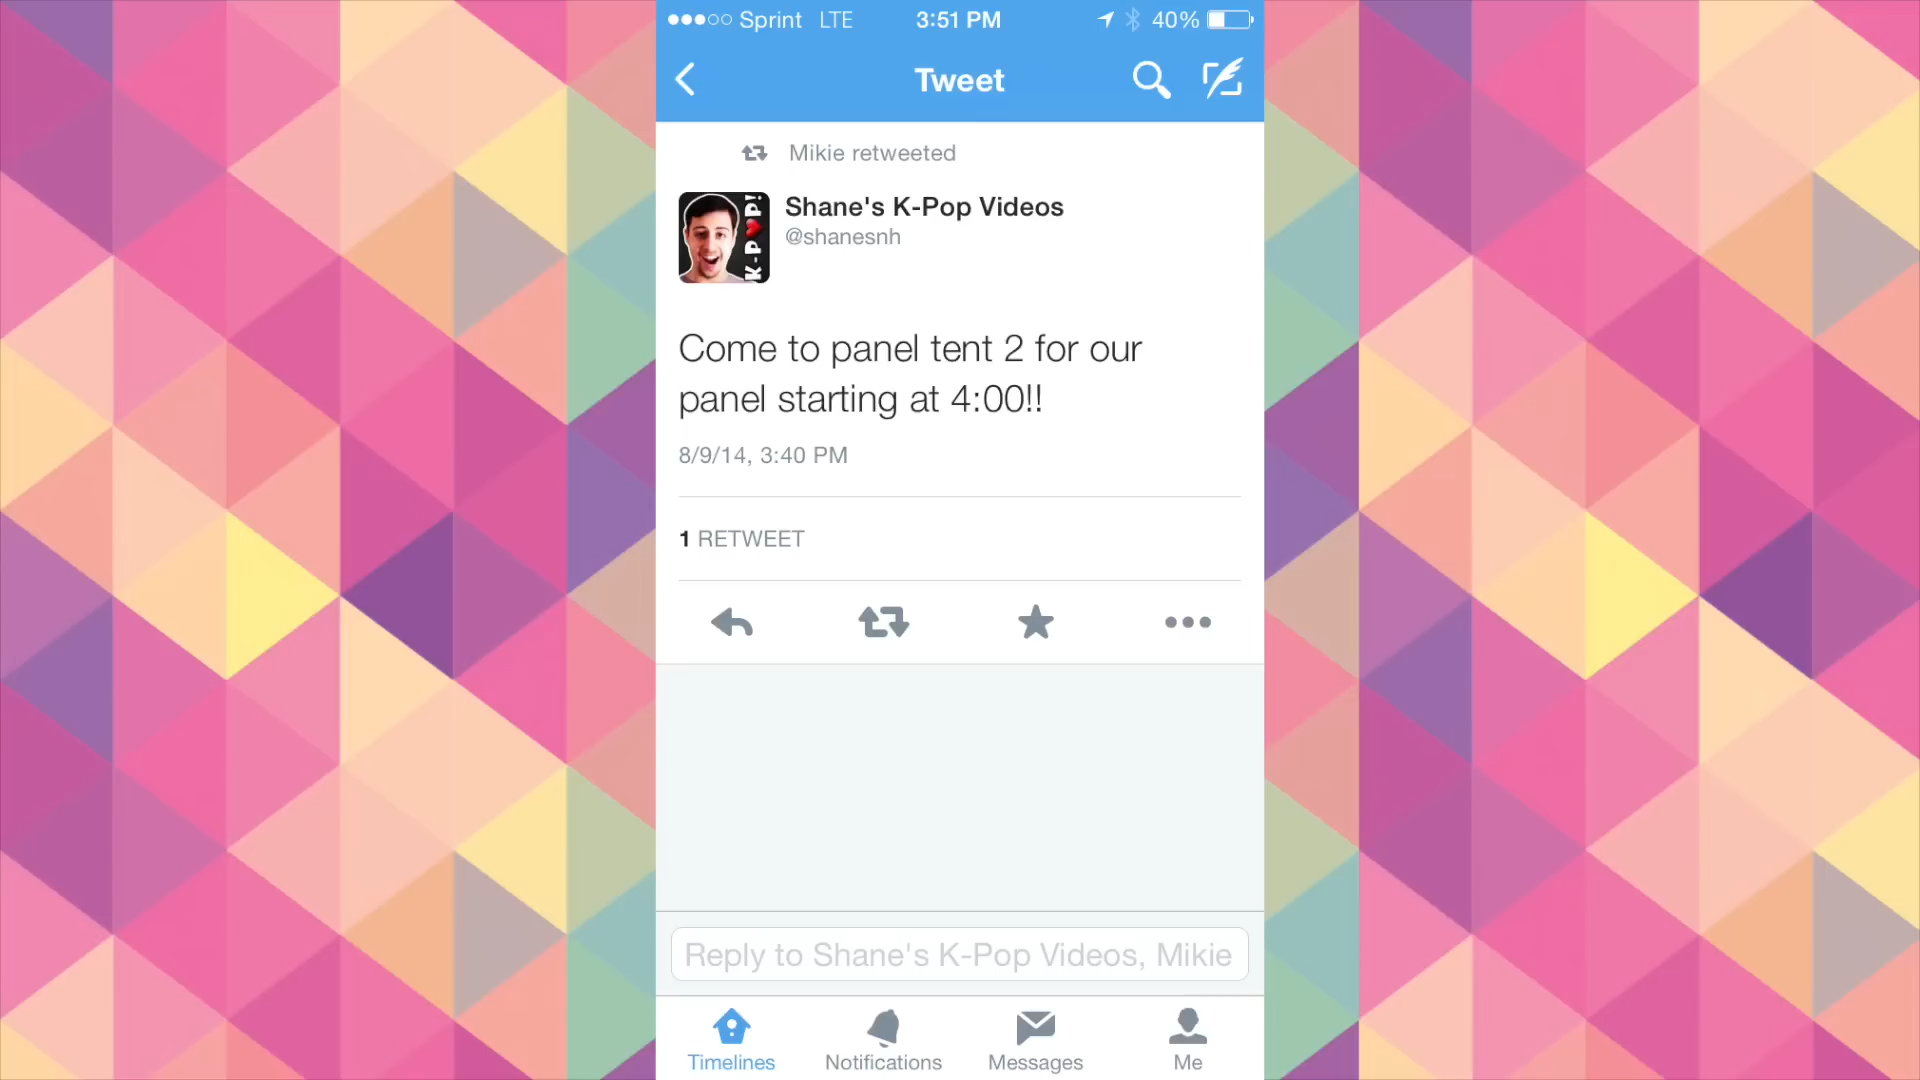 Sprint LTE 3:51 PM 40%
Tweet
Mikie retweeted
Shane's K-Pop Videos
@shanesnh
K-POP!
Come to panel tent 2 for our
panel starting at 4:00!!
8/9/14, 3:40 PM
1 RETWEET
Reply to Shane's K-Pop Videos, Mikie
Timelines Notifications Messages Me